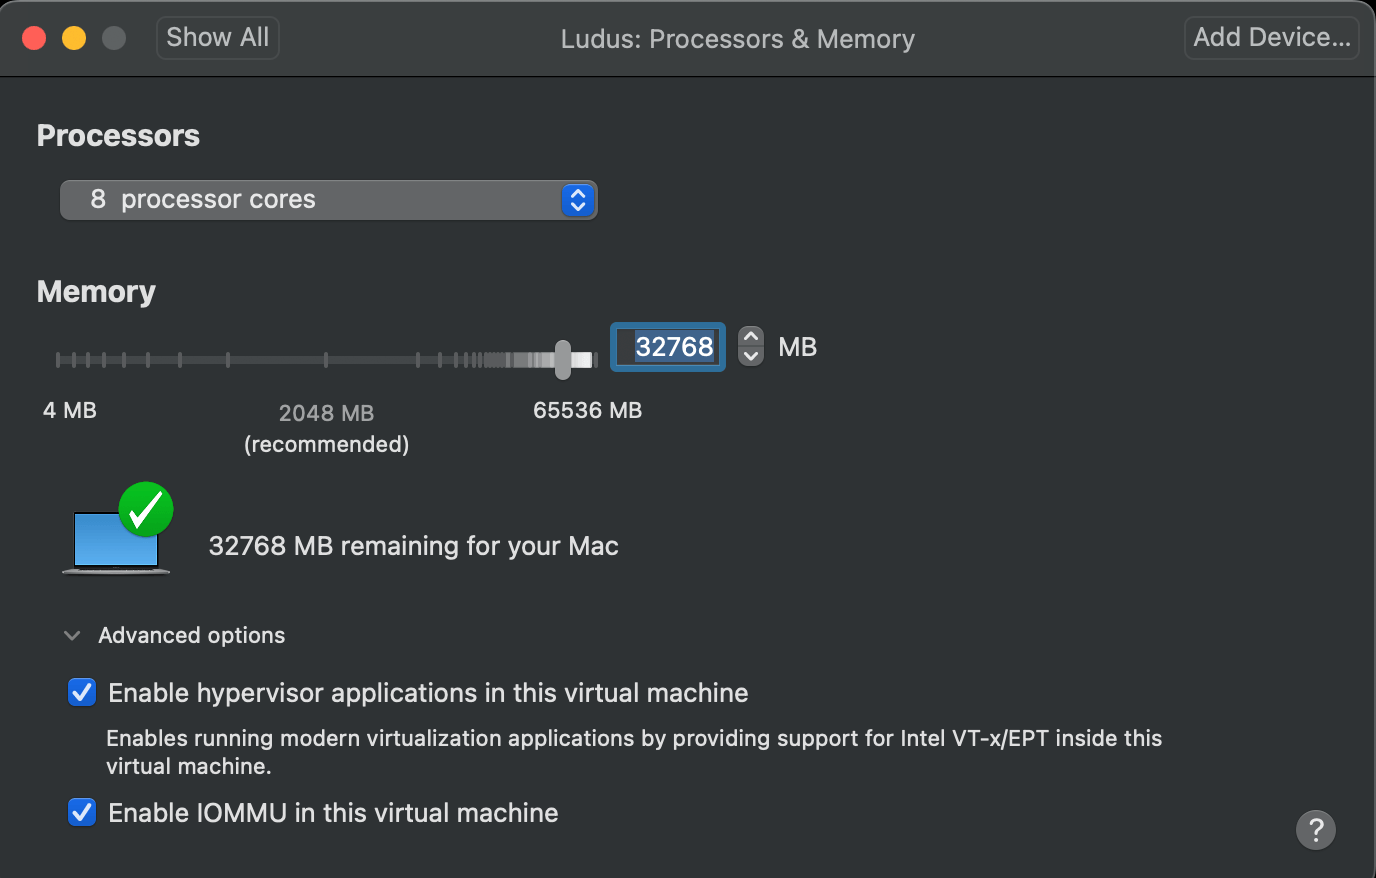 Show All
Ludus: Processors & Memory
Add Device...
Processors
8 processor cores
Memory
32768
MB
4 MB
2048 MB
(recommended)
65536 MB
32768 MB remaining for your Mac
Advanced options
Enable hypervisor applications in this virtual machine
Enables running modern virtualization applications by providing support for Intel VT-x/EPT inside this
virtual machine.
Enable IOMMU in this virtual machine
?